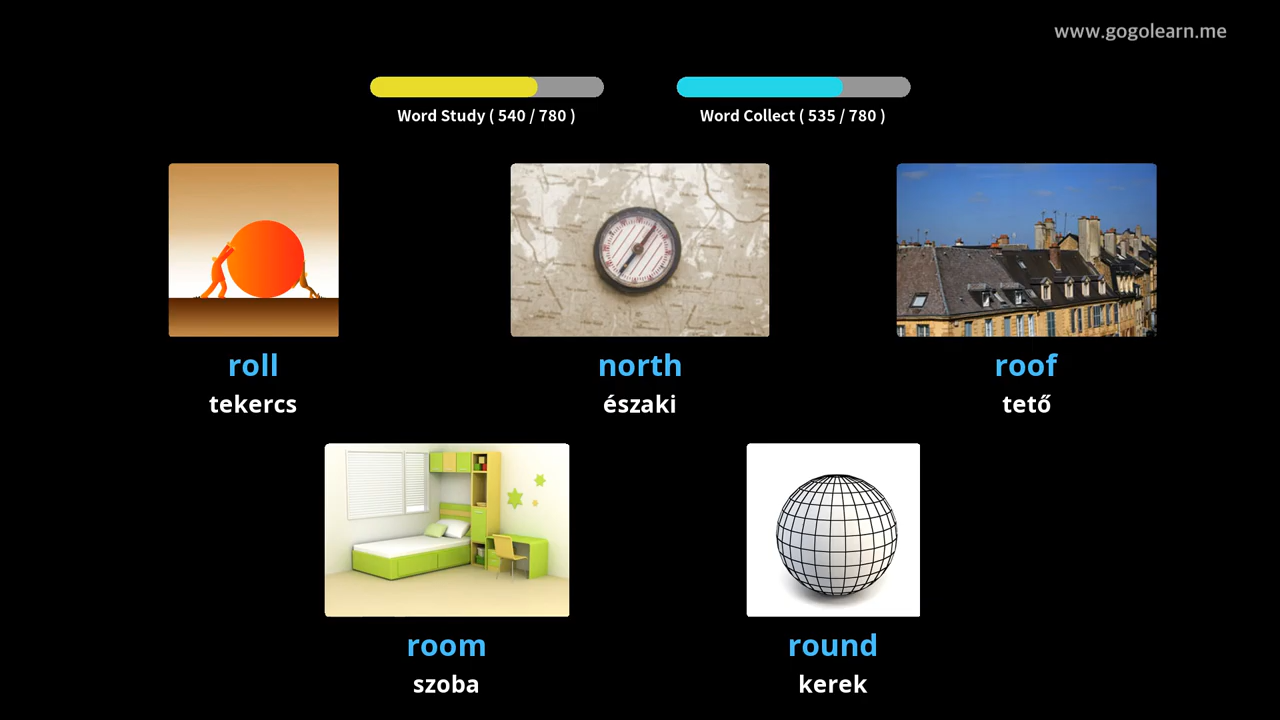 www.gogolearn.me
Word Study ( 540 / 780 )
Word Collect ( 535 / 780 )
roll
tekercs
north
északi
roof
tető
room
szoba
round
kerek